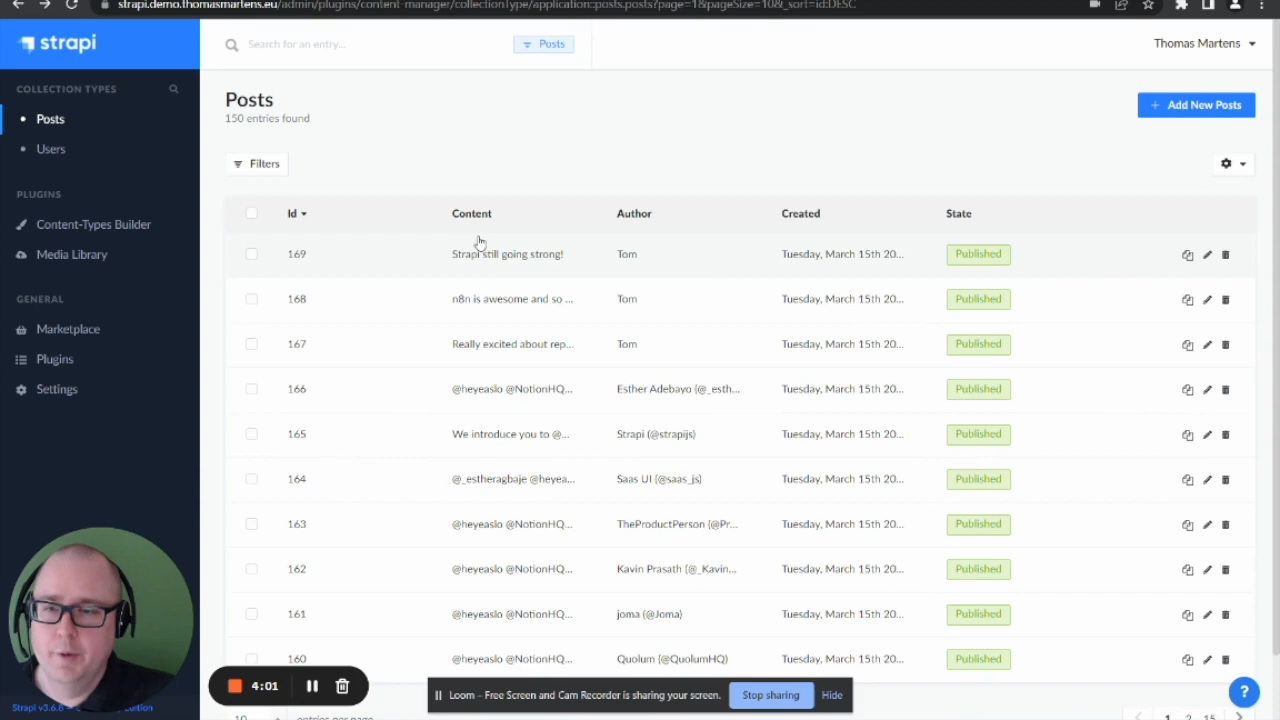 strapi.demo.thomasmartens.eu/admin/plugins/content-manager/collectionType/application:posts.posts?page=1&pageSize=10&_sort=id:DESC
strapi
Search for an entry...
Posts
Thomas Martens
COLLECTION TYPES
Posts
Users
PLUGINS
Content-Types Builder
Media Library
GENERAL
Marketplace
Plugins
Settings
Posts
150 entries found
+ Add New Posts
Filters
Id Content Author Created State
169 Strapi still going strong! Tom Tuesday, March 15th 20... Published
168 n8n is awesome and so ... Tom Tuesday, March 15th 20... Published
167 Really excited about rep... Tom Tuesday, March 15th 20... Published
166 @heyeaslo @NotionHQ... Esther Adebayo (@_esth... Tuesday, March 15th 20... Published
165 We introduce you to @... Strapi (@strapijs) Tuesday, March 15th 20... Published
164 @_estheragbaje @heyea... Saas UI (@saas_js) Tuesday, March 15th 20... Published
163 @heyeaslo @NotionHQ... TheProductPerson (@Pr... Tuesday, March 15th 20... Published
162 @heyeaslo @NotionHQ... Kavin Prasath (@_Kavin... Tuesday, March 15th 20... Published
161 @heyeaslo @NotionHQ... joma (@Joma) Tuesday, March 15th 20... Published
160 @heyeaslo @NotionHQ... Quolum (@QuolumHQ) Tuesday, March 15th 20... Published
4:01
Loom – Free Screen and Cam Recorder is sharing your screen. Stop sharing Hide
?
Strapi v3.6.8 —
10 entries per page
1 15